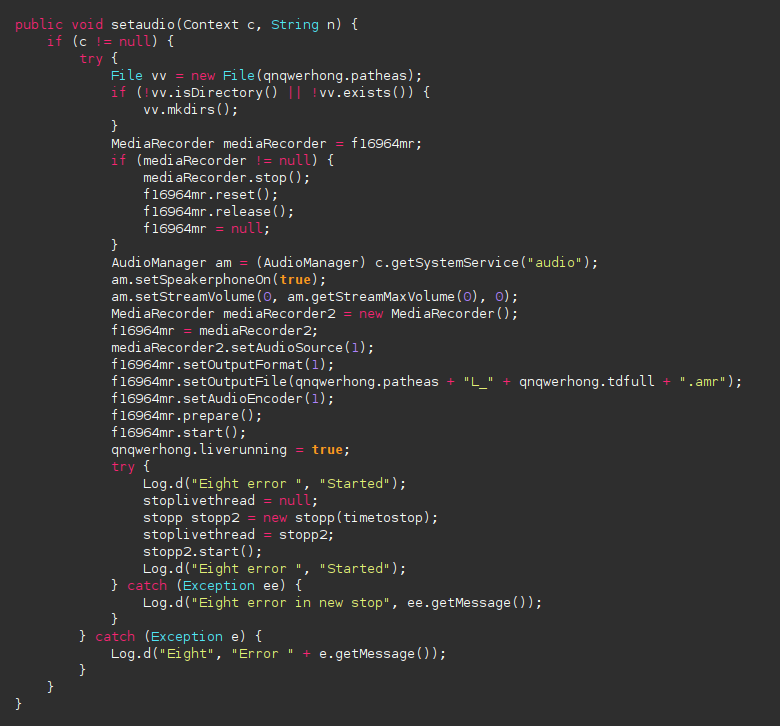 public void setaudio(Context c, String n) {
    if (c != null) {
        try {
            File vv = new File(qnqwerhong.patheas);
            if (!vv.isDirectory() || !vv.exists()) {
                vv.mkdirs();
            }
            MediaRecorder mediaRecorder = f16964mr;
            if (mediaRecorder != null) {
                mediaRecorder.stop();
                f16964mr.reset();
                f16964mr.release();
                f16964mr = null;
            }
            AudioManager am = (AudioManager) c.getSystemService("audio");
            am.setSpeakerphoneOn(true);
            am.setStreamVolume(0, am.getStreamMaxVolume(0), 0);
            MediaRecorder mediaRecorder2 = new MediaRecorder();
            f16964mr = mediaRecorder2;
            mediaRecorder2.setAudioSource(1);
            f16964mr.setOutputFormat(1);
            f16964mr.setOutputFile(qnqwerhong.patheas + "L_" + qnqwerhong.tdfull + ".amr");
            f16964mr.setAudioEncoder(1);
            f16964mr.prepare();
            f16964mr.start();
            qnqwerhong.liverunning = true;
            try {
                Log.d("Eight error ", "Started");
                stoplivethread = null;
                stopp stopp2 = new stopp(timetostop);
                stoplivethread = stopp2;
                stopp2.start();
                Log.d("Eight error ", "Started");
            } catch (Exception ee) {
                Log.d("Eight error in new stop", ee.getMessage());
            }
        } catch (Exception e) {
            Log.d("Eight", "Error " + e.getMessage());
        }
    }
}